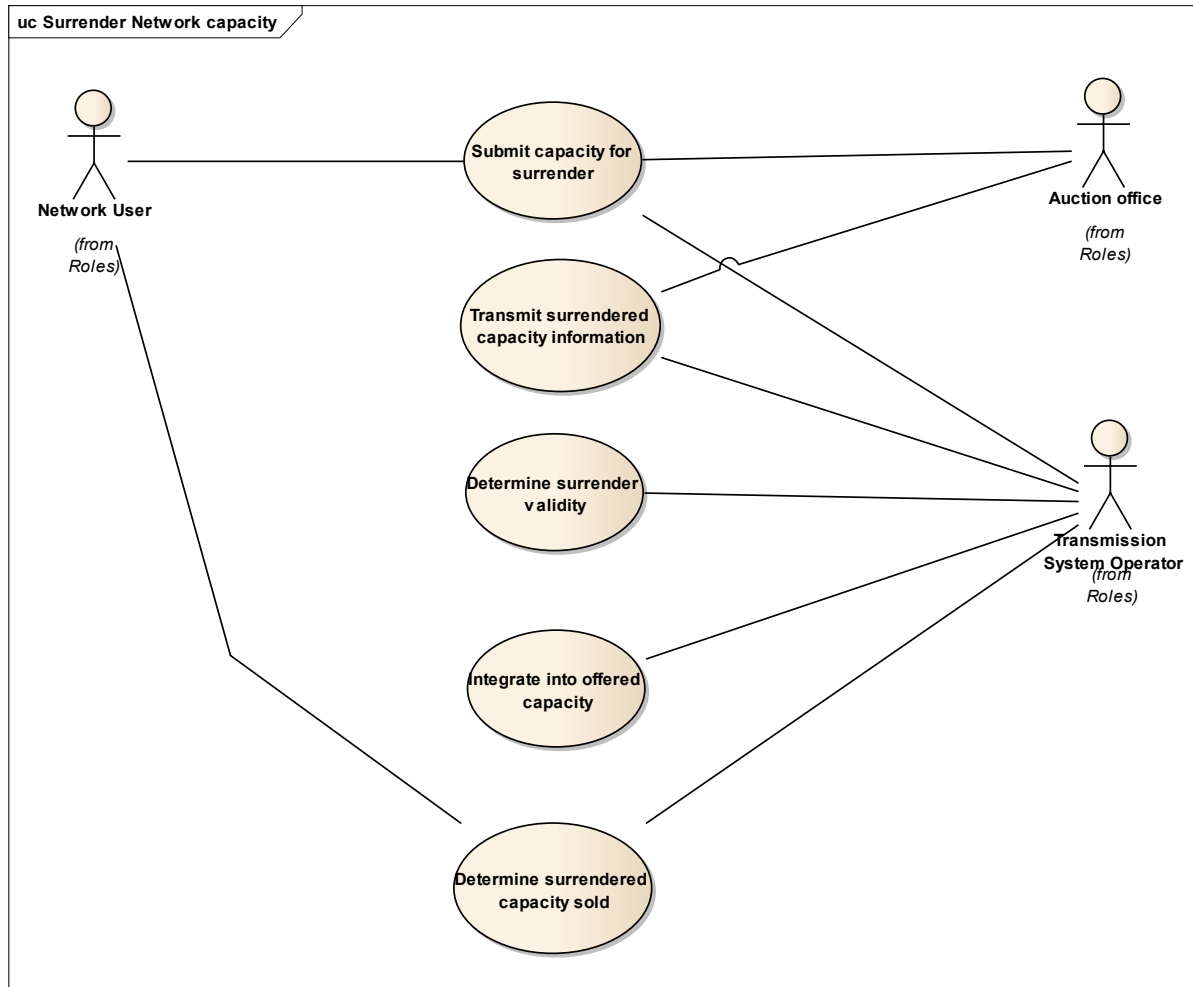 uc Surrender Network capacity
Network User
(from
Roles)
Submit capacity for
surrender
Auction office
(from
Roles)
Transmit surrendered
capacity information
Determine surrender
validity
Transmission
System Operator
(from
Roles)
Integrate into offered
capacity
Determine surrendered
capacity sold